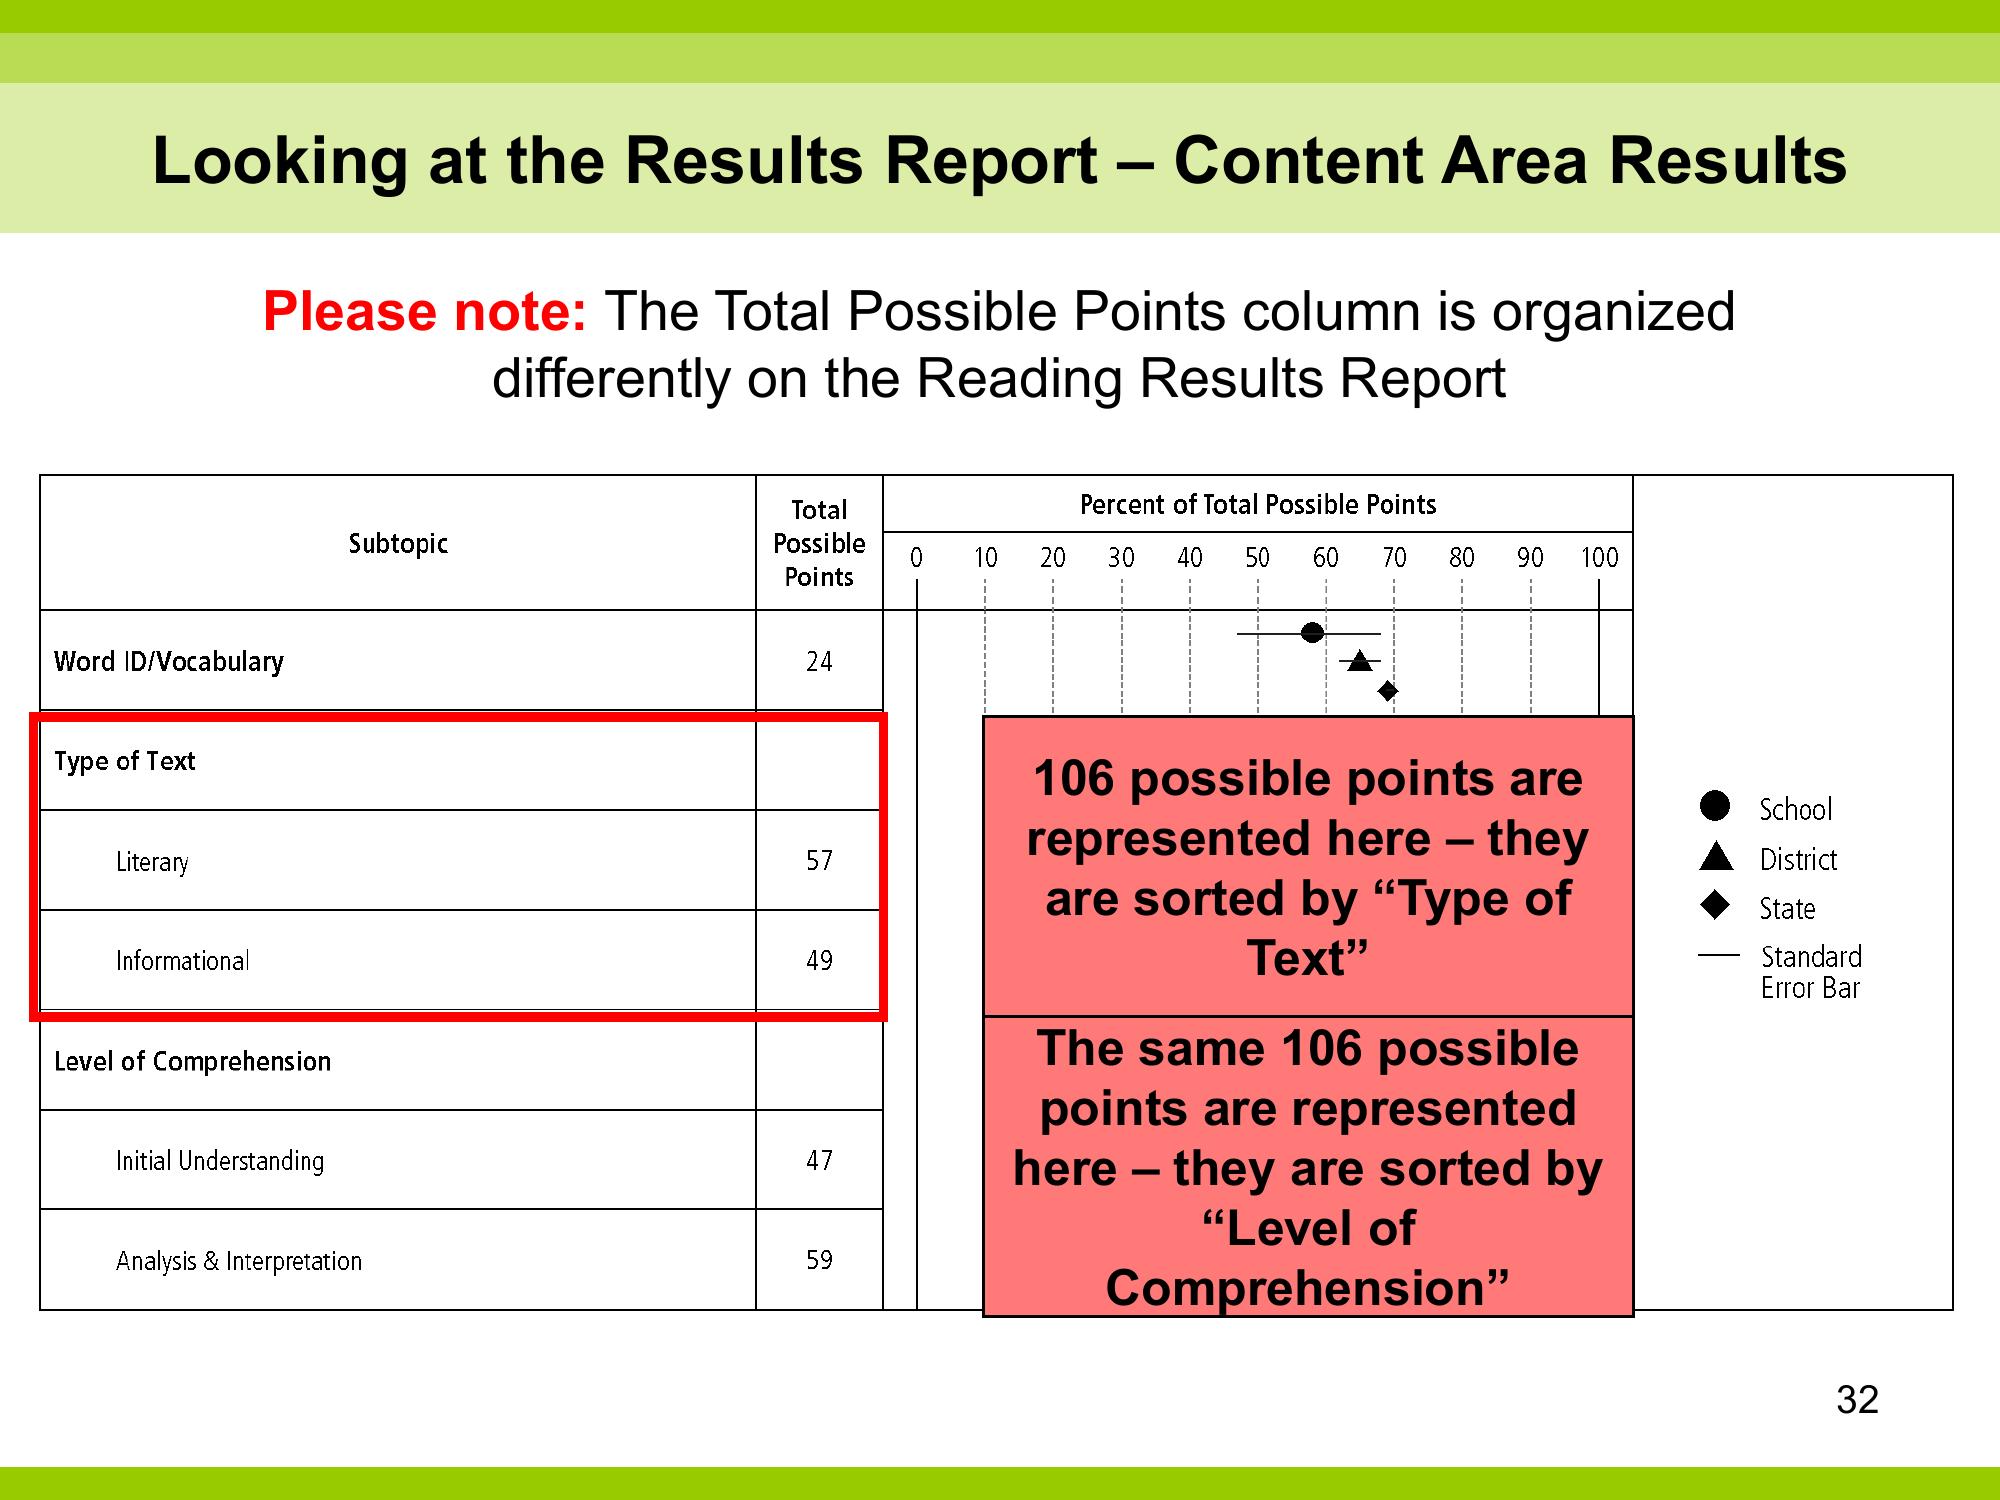 Looking at the Results Report – Content Area Results
Please note: The Total Possible Points column is organized
differently on the Reading Results Report
Subtopic
Total
Possible
Points
Percent of Total Possible Points
0 10 20 30 40 50 60 70 80 90 100
Word ID/Vocabulary 24
Type of Text
Literary 57
Informational 49
106 possible points are
represented here – they
are sorted by “Type of
Text”
Level of Comprehension
Initial Understanding 47
Analysis & Interpretation 59
The same 106 possible
points are represented
here – they are sorted by
“Level of
Comprehension”
School
District
State
Standard
Error Bar
32